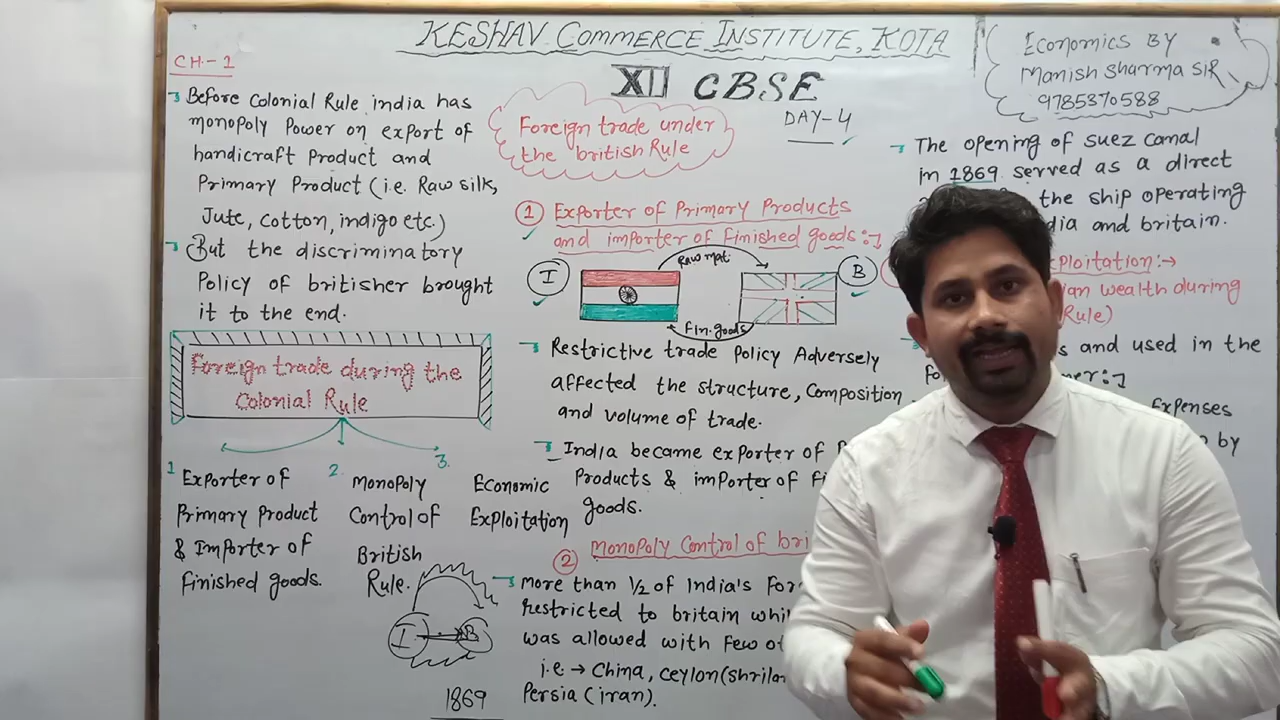 KESHAV COMMERCE INSTITUTE, KOTA
XII CBSE
DAY-4
Economics BY
Manish Sharma SIR
9785370588
CH-1
Before Colonial Rule india has
monopoly Power on export of
handicraft Product and
Primary Product (i.e. Raw silk,
Jute, cotton, indigo etc.)
But the discriminatory
Policy of britisher brought
it to the end.
Foreign trade during the
Colonial Rule
1 Exporter of
Primary Product
& Importer of
Finished goods.
2. Monopoly
Control of
British
Rule.
3. Economic
Exploitation
I B
1869
Foreign trade under
the british Rule
1 Exporter of Primary Products
and importer of finished goods:-
I Raw mat. B
Fin. goods
Restrictive trade Policy Adversely
affected the structure, Composition
and volume of trade.
India became exporter of
Products & importer of
goods.
2 Monopoly Control of
More than 1/2 of India's
restricted to britain
was allowed with Few
i.e → China, ceylon
Persia (iran).
The opening of suez canal
in 1869 served as a direct
the ship operating
and britain.
wealth during
Rule)
and used in the
Expenses
by